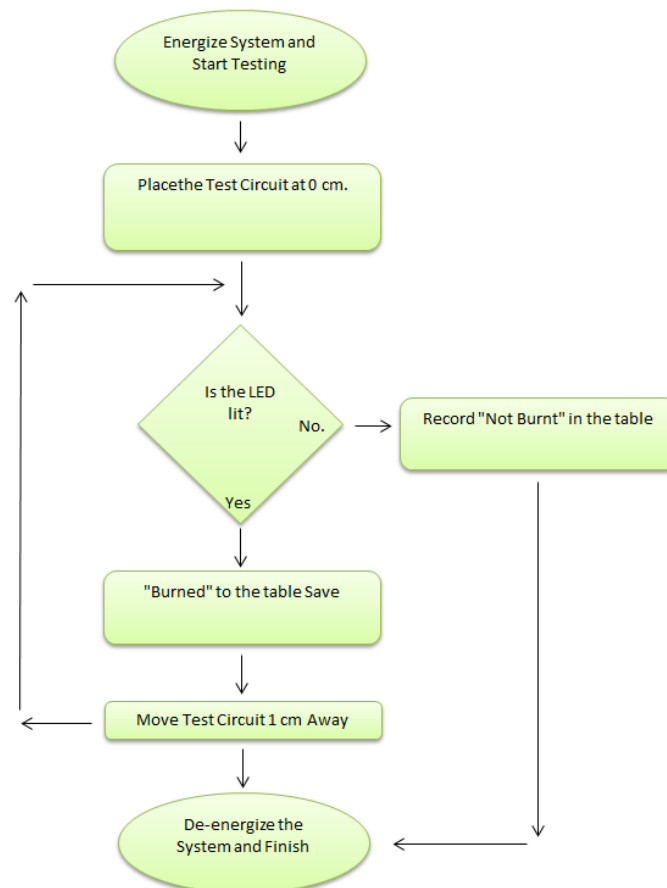 Energize System and
Start Testing
Placethe Test Circuit at 0 cm.
Is the LED
lit?
No.
Record "Not Burnt" in the table
Yes
"Burned" to the table Save
Move Test Circuit 1 cm Away
De-energize the
System and Finish